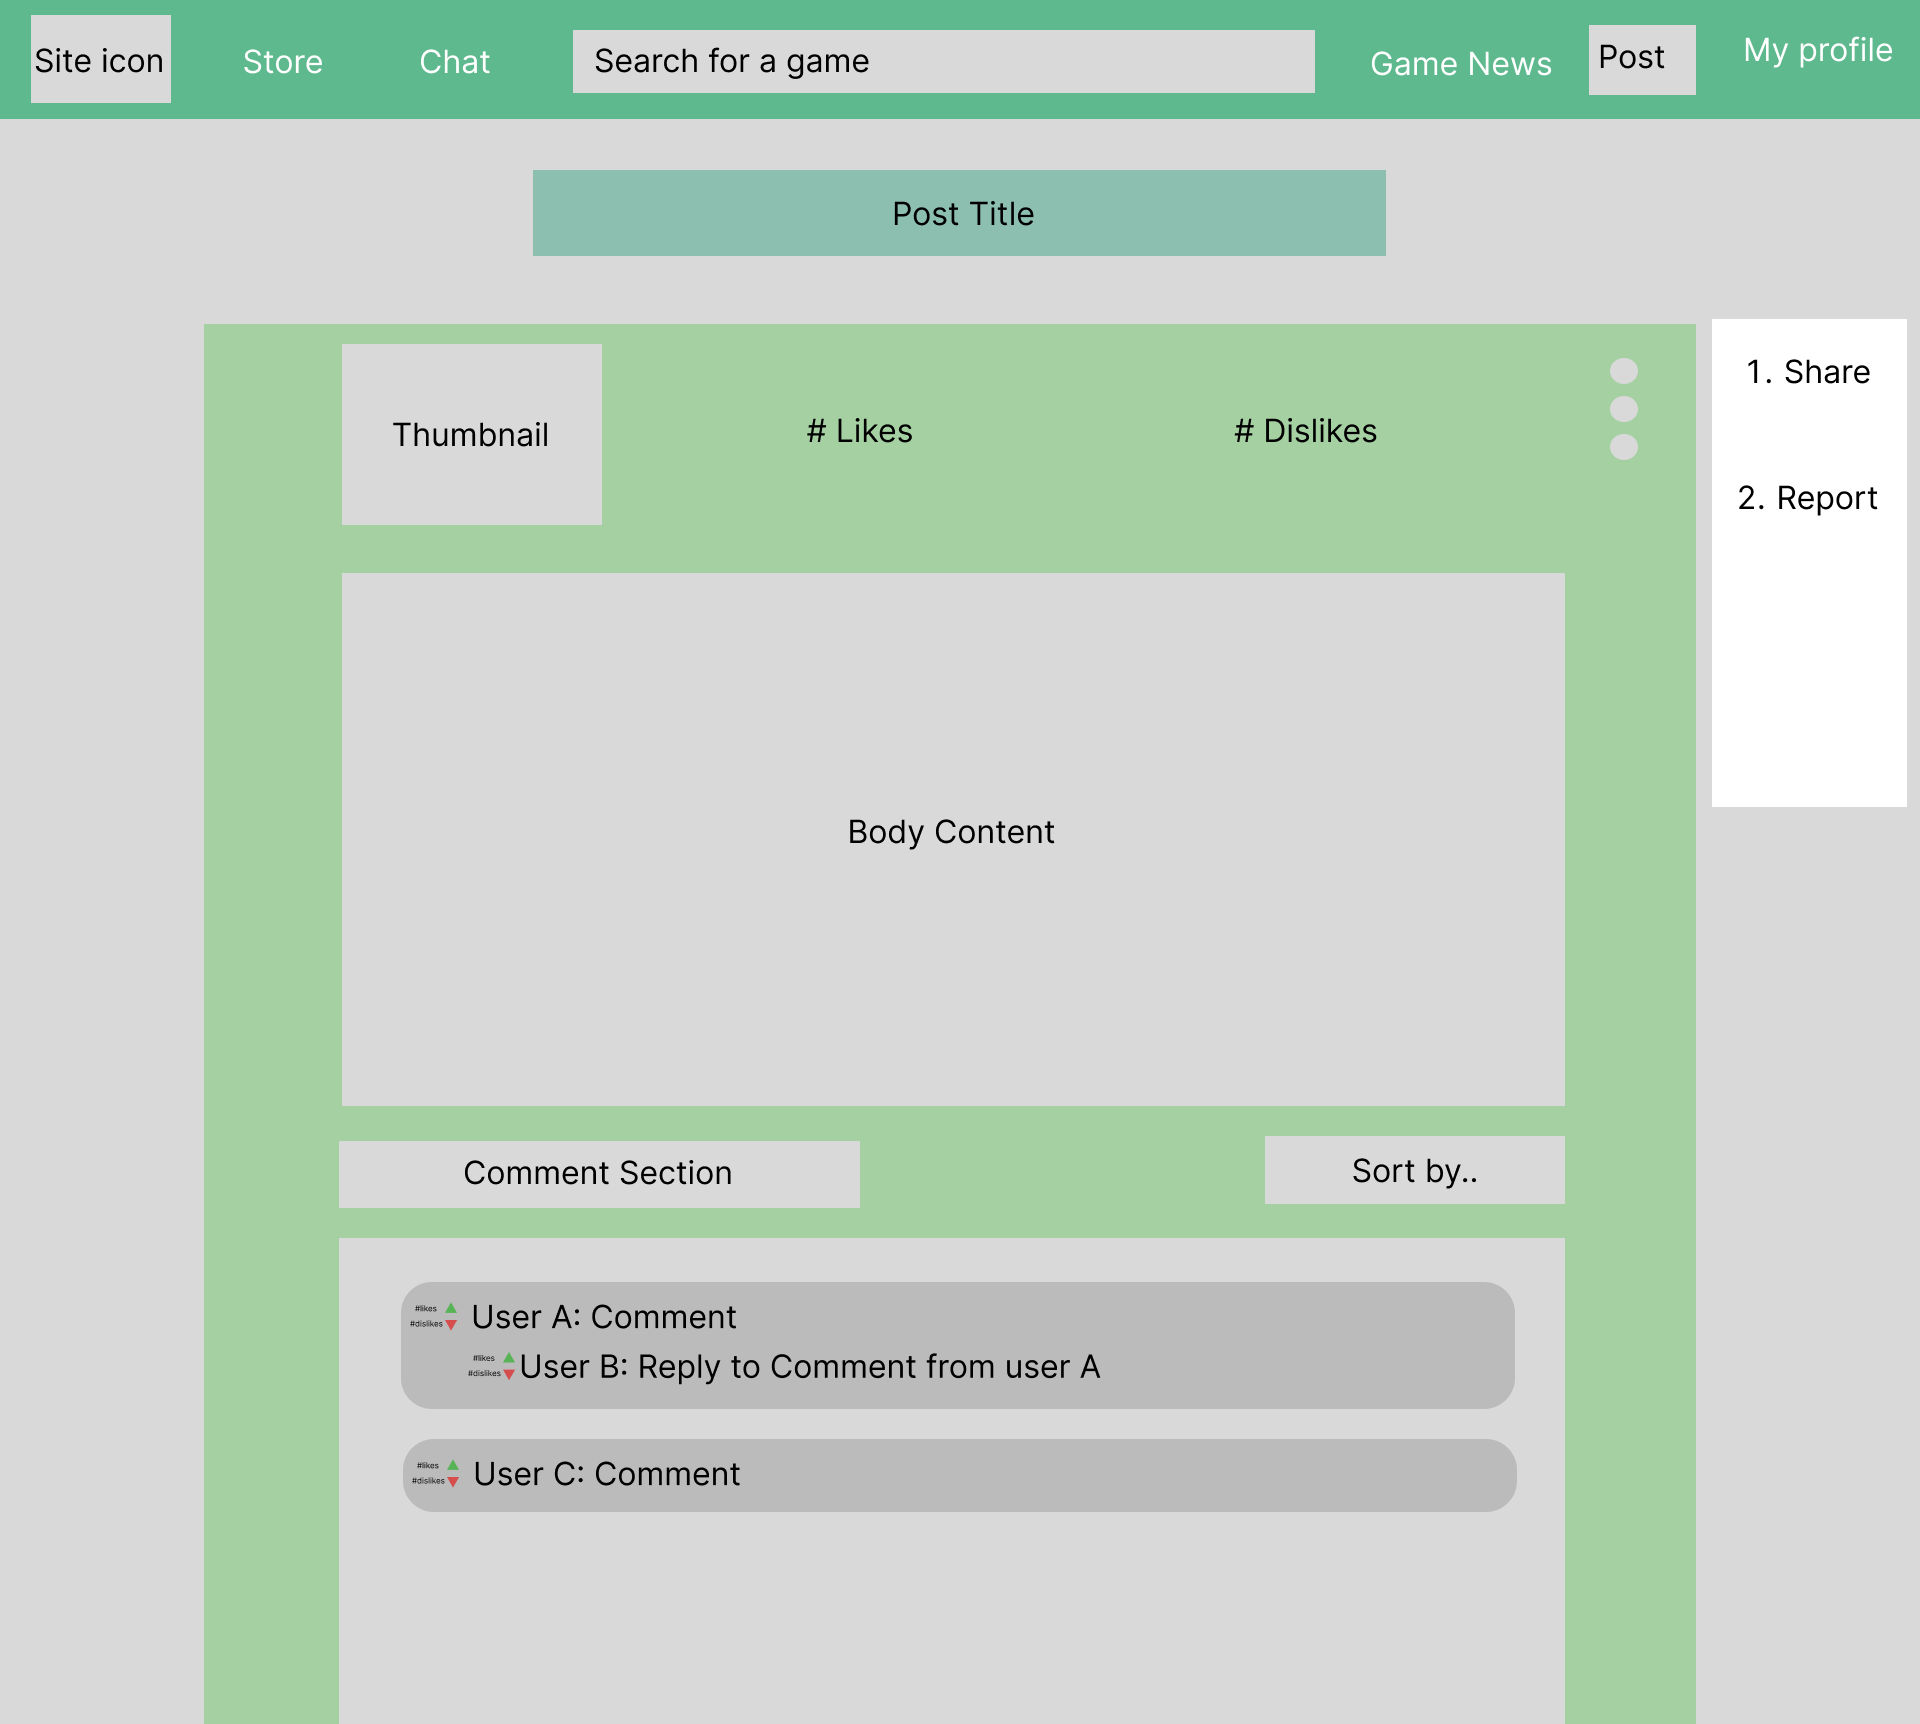 Site icon
Store
Chat
Search for a game
Game News
Post
My profile
Post Title
Thumbnail
# Likes
# Dislikes
1. Share
2. Report
Body Content
Comment Section
Sort by..
#likes
#dislikes
User A: Comment
#likes
#dislikes
User B: Reply to Comment from user A
#likes
#dislikes
User C: Comment